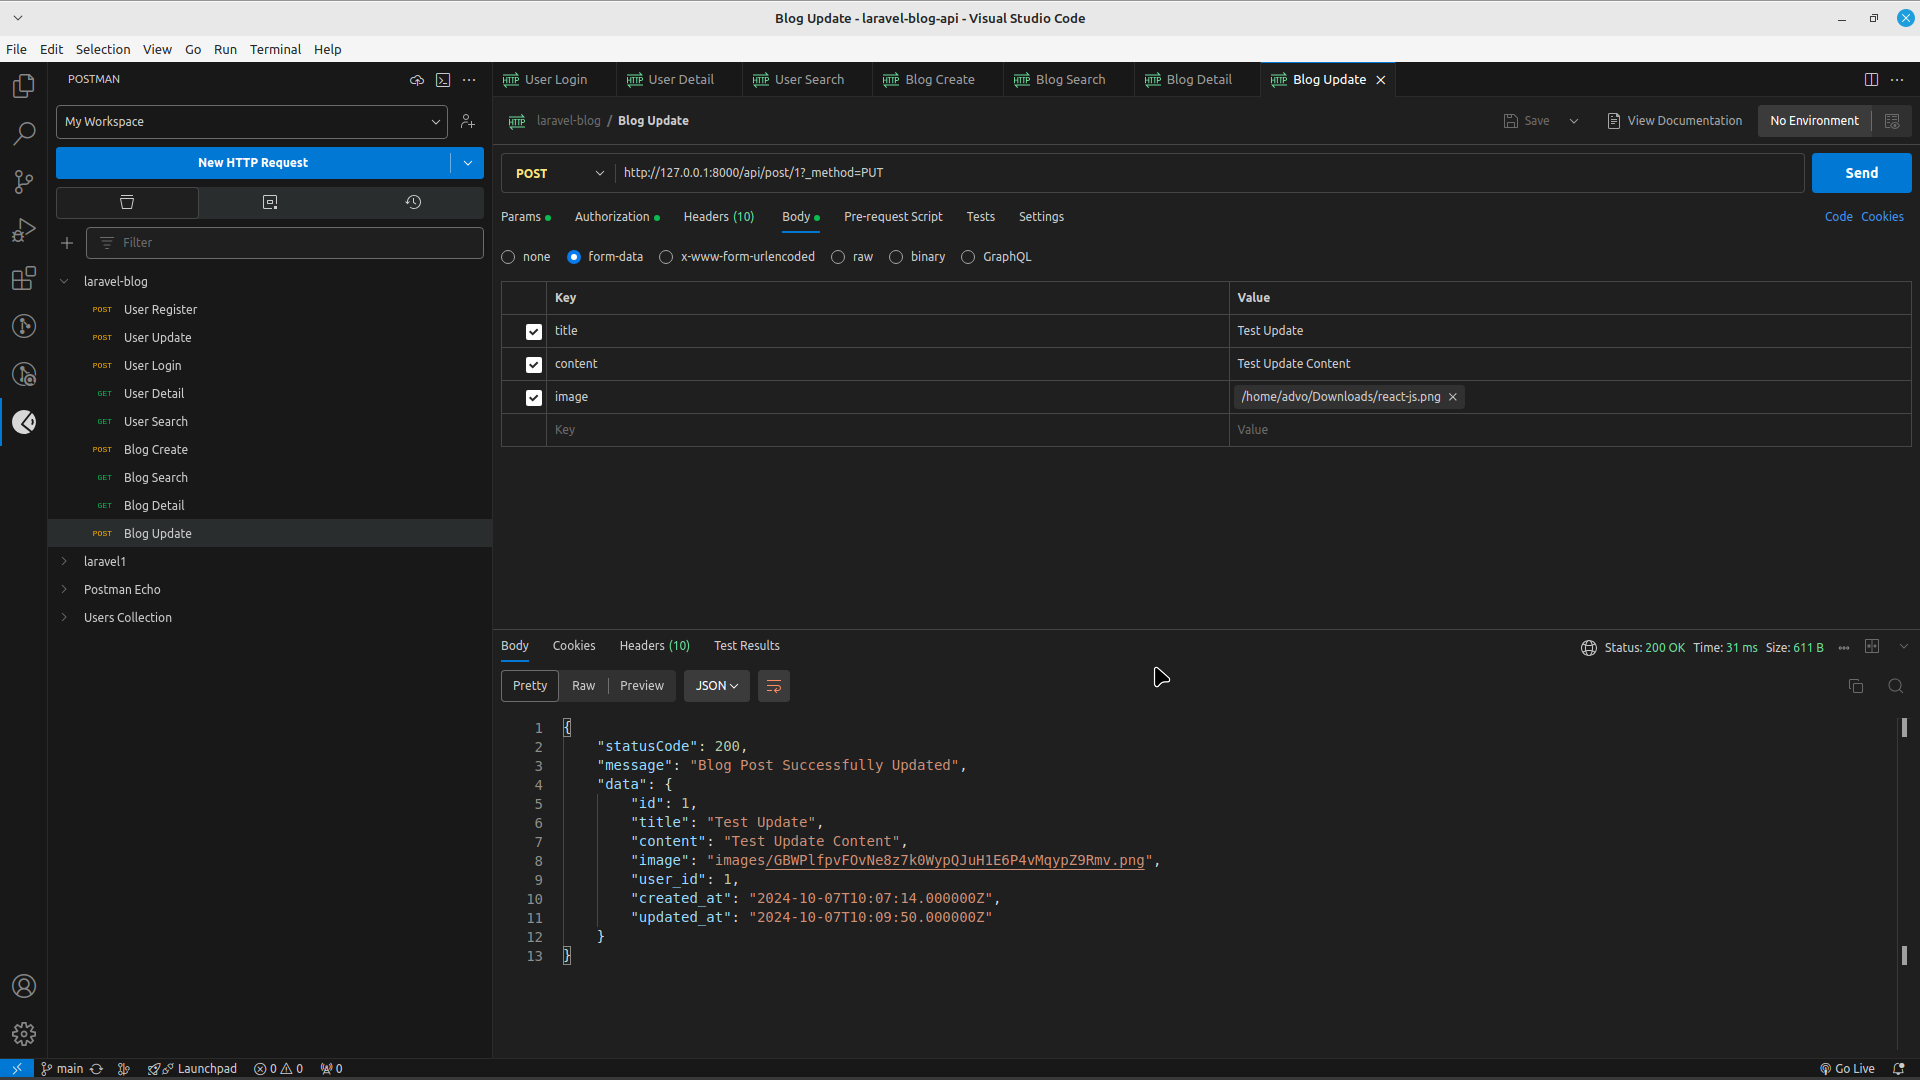 Blog Update - laravel-blog-api - Visual Studio Code
File Edit Selection View Go Run Terminal Help
POSTMAN
My Workspace
New HTTP Request
Filter
laravel-blog
POST User Register
POST User Update
POST User Login
GET User Detail
GET User Search
POST Blog Create
GET Blog Search
GET Blog Detail
POST Blog Update
laravel1
Postman Echo
Users Collection
HTTP User Login HTTP User Detail HTTP User Search HTTP Blog Create HTTP Blog Search HTTP Blog Detail HTTP Blog Update
HTTP laravel-blog / Blog Update Save View Documentation No Environment
POST http://127.0.0.1:8000/api/post/1?_method=PUT Send
Params Authorization Headers (10) Body Pre-request Script Tests Settings Code Cookies
none form-data x-www-form-urlencoded raw binary GraphQL
Key Value
title Test Update
content Test Update Content
image /home/advo/Downloads/react-js.png
Key Value
Body Cookies Headers (10) Test Results Status: 200 OK Time: 31 ms Size: 611 B
Pretty Raw Preview JSON
1 {
2 "statusCode": 200,
3 "message": "Blog Post Successfully Updated",
4 "data": {
5 "id": 1,
6 "title": "Test Update",
7 "content": "Test Update Content",
8 "image": "images/GBWPlfpvFOvNe8z7k0WypQJuH1E6P4vMqypZ9Rmv.png",
9 "user_id": 1,
10 "created_at": "2024-10-07T10:07:14.000000Z",
11 "updated_at": "2024-10-07T10:09:50.000000Z"
12 }
13 }
main Launchpad 0 0 0 Go Live